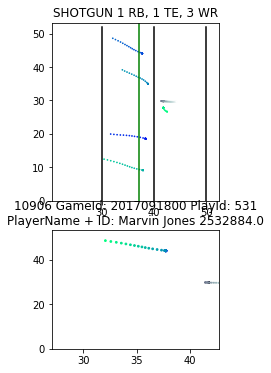 SHOTGUN 1 RB, 1 TE, 3 WR
50
40
30
20
10
0
30 40 50
10906 GameId: 2017091800 PlayId: 531
PlayerName + ID: Marvin Jones 2532884.0
40
20
0
30 35 40